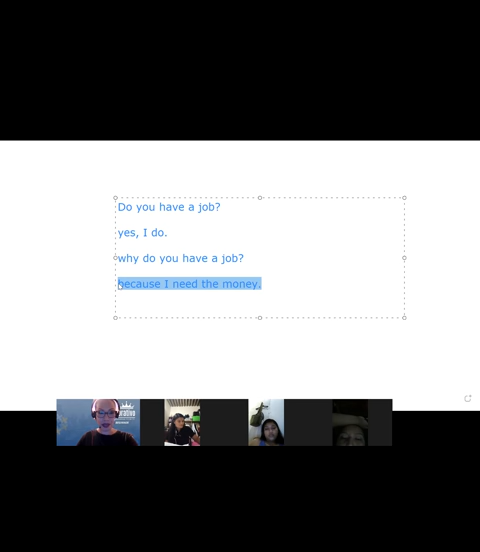 Do you have a job?
yes, I do.
why do you have a job?
because I need the money.